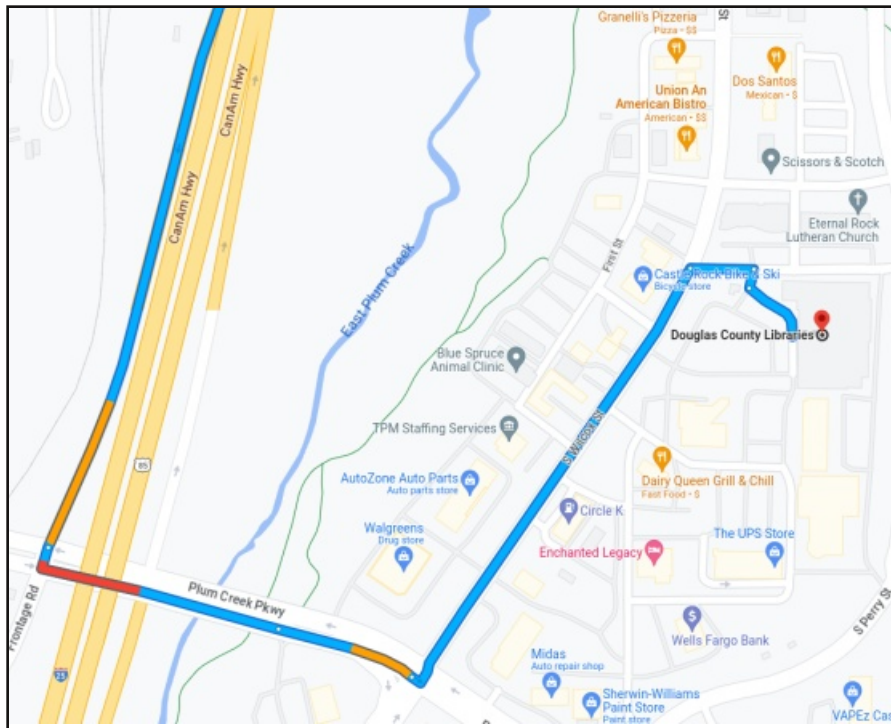 Granelli's Pizzeria
Pizza • $$
St
Dos Santos
Mexican • $
Union An
American Bistro
American • $$
CanAm Hwy
CanAm Hwy
Scissors & Scotch
Eternal Rock
Lutheran Church
First St
East Plum Creek
Castle Rock Bike & Ski
Bicycle store
Douglas County Libraries
Blue Spruce
Animal Clinic
TPM Staffing Services
S Wilcox St
85
AutoZone Auto Parts
Auto parts store
Dairy Queen Grill & Chill
Fast Food • $
Circle K
Walgreens
Drug store
The UPS Store
Enchanted Legacy
Plum Creek Pkwy
Frontage Rd
S Perry St
Wells Fargo Bank
25
Midas
Auto repair shop
Sherwin-Williams
Paint Store
Paint store
VAPEz Cas